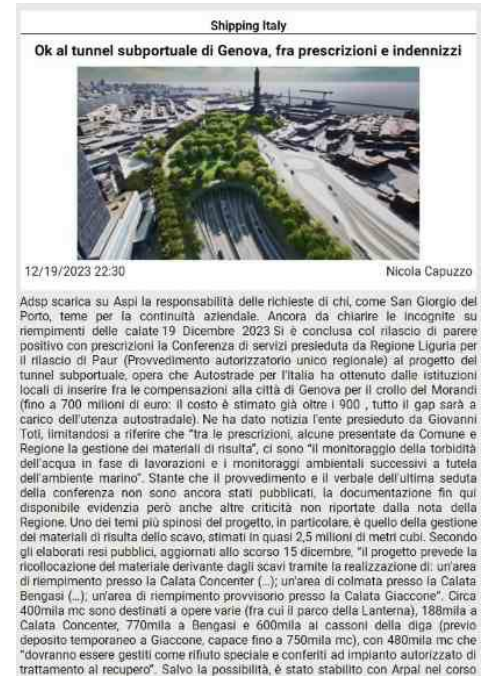 Shipping Italy
Ok al tunnel subportuale di Genova, fra prescrizioni e indennizzi
12/19/2023 22:30
Nicola Capuzzo
Adsp scarica su Aspi la responsabilità delle richieste di chi, come San Giorgio del
Porto, teme per la continuità aziendale. Ancora da chiarire le incognite su
riempimenti delle calate 19 Dicembre 2023 Si è conclusa col rilascio di parere
positivo con prescrizioni la Conferenza di servizi presieduta da Regione Liguria per
il rilascio di Paur (Provvedimento autorizzatorio unico regionale) al progetto del
tunnel subportuale, opera che Autostrade per l'Italia ha ottenuto dalle istituzioni
locali di inserire fra le compensazioni alla città di Genova per il crollo del Morandi
(fino a 700 milioni di euro: il costo è stimato già oltre i 900 , tutto il gap sarà a
carico dell'utenza autostradale). Ne ha dato notizia l'ente presieduto da Giovanni
Toti, limitandosi a riferire che "tra le prescrizioni, alcune presentate da Comune e
Regione la gestione dei materiali di risulta", ci sono "il monitoraggio della torbidità
dell'acqua in fase di lavorazioni e i monitoraggi ambientali successivi a tutela
dell'ambiente marino". Stante che il provvedimento e il verbale dell'ultima seduta
della conferenza non sono ancora stati pubblicati, la documentazione fin qui
disponibile evidenzia però anche altre criticità non riportate dalla nota della
Regione. Uno dei temi più spinosi del progetto, in particolare, è quello della gestione
dei materiali di risulta dello scavo, stimati in quasi 2,5 milioni di metri cubi. Secondo
gli elaborati resi pubblici, aggiornati allo scorso 15 dicembre, "il progetto prevede la
ricollocazione del materiale derivante dagli scavi tramite la realizzazione di: un'area
di riempimento presso la Calata Concenter (...); un'area di colmata presso la Calata
Bengasi (...); un'area di riempimento provvisorio presso la Calata Giaccone". Circa
400mila mc sono destinati a opere varie (fra cui il parco della Lanterna), 188mila a
Calata Concenter, 770mila a Bengasi e 600mila ai cassoni della diga (previo
deposito temporaneo a Giaccone, capace fino a 750mila mc), con 480mila mc che
"dovranno essere gestiti come rifiuto speciale e conferiti ad impianto autorizzato di
trattamento al recupero". Salvo la possibilità, è stato stabilito con Arpal nel corso